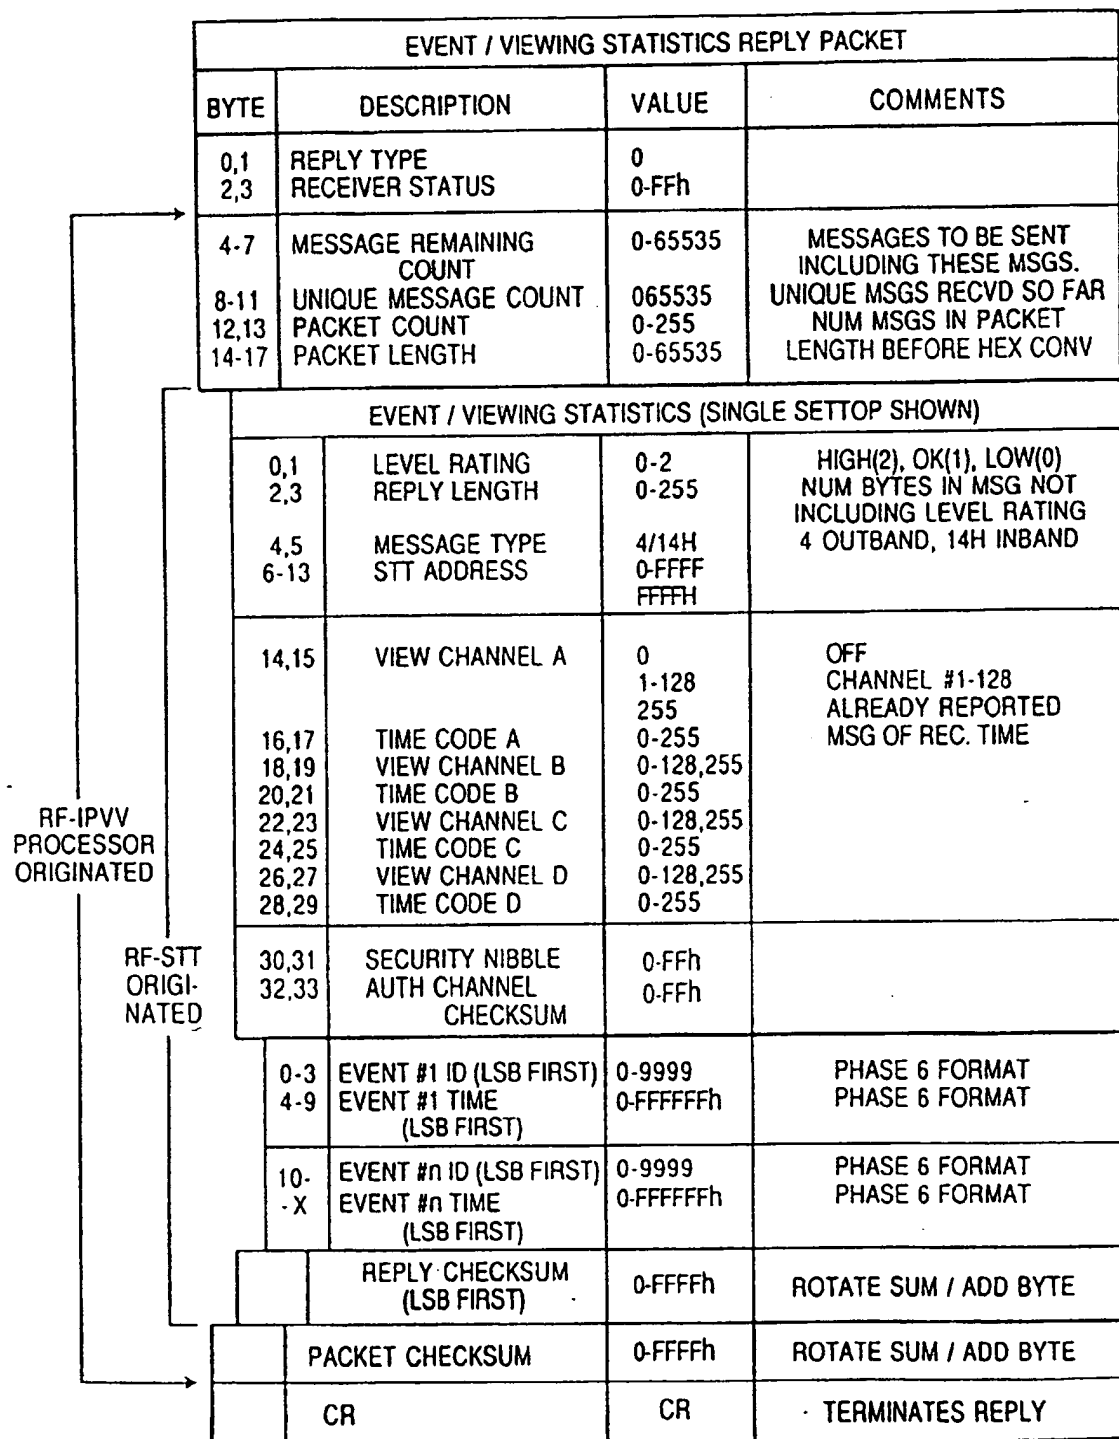 EVENT / VIEWING STATISTICS REPLY PACKET
BYTE DESCRIPTION VALUE COMMENTS
0,1 REPLY TYPE 0
2,3 RECEIVER STATUS 0-FFh
4-7 MESSAGE REMAINING 0-65535 MESSAGES TO BE SENT
COUNT INCLUDING THESE MSGS.
8-11 UNIQUE MESSAGE COUNT 065535 UNIQUE MSGS RECVD SO FAR
12,13 PACKET COUNT 0-255 NUM MSGS IN PACKET
14-17 PACKET LENGTH 0-65535 LENGTH BEFORE HEX CONV
EVENT / VIEWING STATISTICS (SINGLE SETTOP SHOWN)
0,1 LEVEL RATING 0-2 HIGH(2), OK(1), LOW(0)
2,3 REPLY LENGTH 0-255 NUM BYTES IN MSG NOT
INCLUDING LEVEL RATING
4,5 MESSAGE TYPE 4/14H 4 OUTBAND, 14H INBAND
6-13 STT ADDRESS 0-FFFF
FFFFH
14,15 VIEW CHANNEL A 0 OFF
1-128 CHANNEL #1-128
255 ALREADY REPORTED
16,17 TIME CODE A 0-255 MSG OF REC. TIME
18,19 VIEW CHANNEL B 0-128,255
20,21 TIME CODE B 0-255
22,23 VIEW CHANNEL C 0-128,255
24,25 TIME CODE C 0-255
26,27 VIEW CHANNEL D 0-128,255
28,29 TIME CODE D 0-255
RF-IPVV
PROCESSOR
ORIGINATED
RF-STT
ORIGI-
NATED
30,31 SECURITY NIBBLE 0-FFh
32,33 AUTH CHANNEL 0-FFh
CHECKSUM
0-3 EVENT #1 ID (LSB FIRST) 0-9999 PHASE 6 FORMAT
4-9 EVENT #1 TIME 0-FFFFFFh PHASE 6 FORMAT
(LSB FIRST)
10- EVENT #n ID (LSB FIRST) 0-9999 PHASE 6 FORMAT
-X EVENT #n TIME 0-FFFFFFh PHASE 6 FORMAT
(LSB FIRST)
REPLY CHECKSUM 0-FFFFh ROTATE SUM / ADD BYTE
(LSB FIRST)
PACKET CHECKSUM 0-FFFFh ROTATE SUM / ADD BYTE
CR CR TERMINATES REPLY